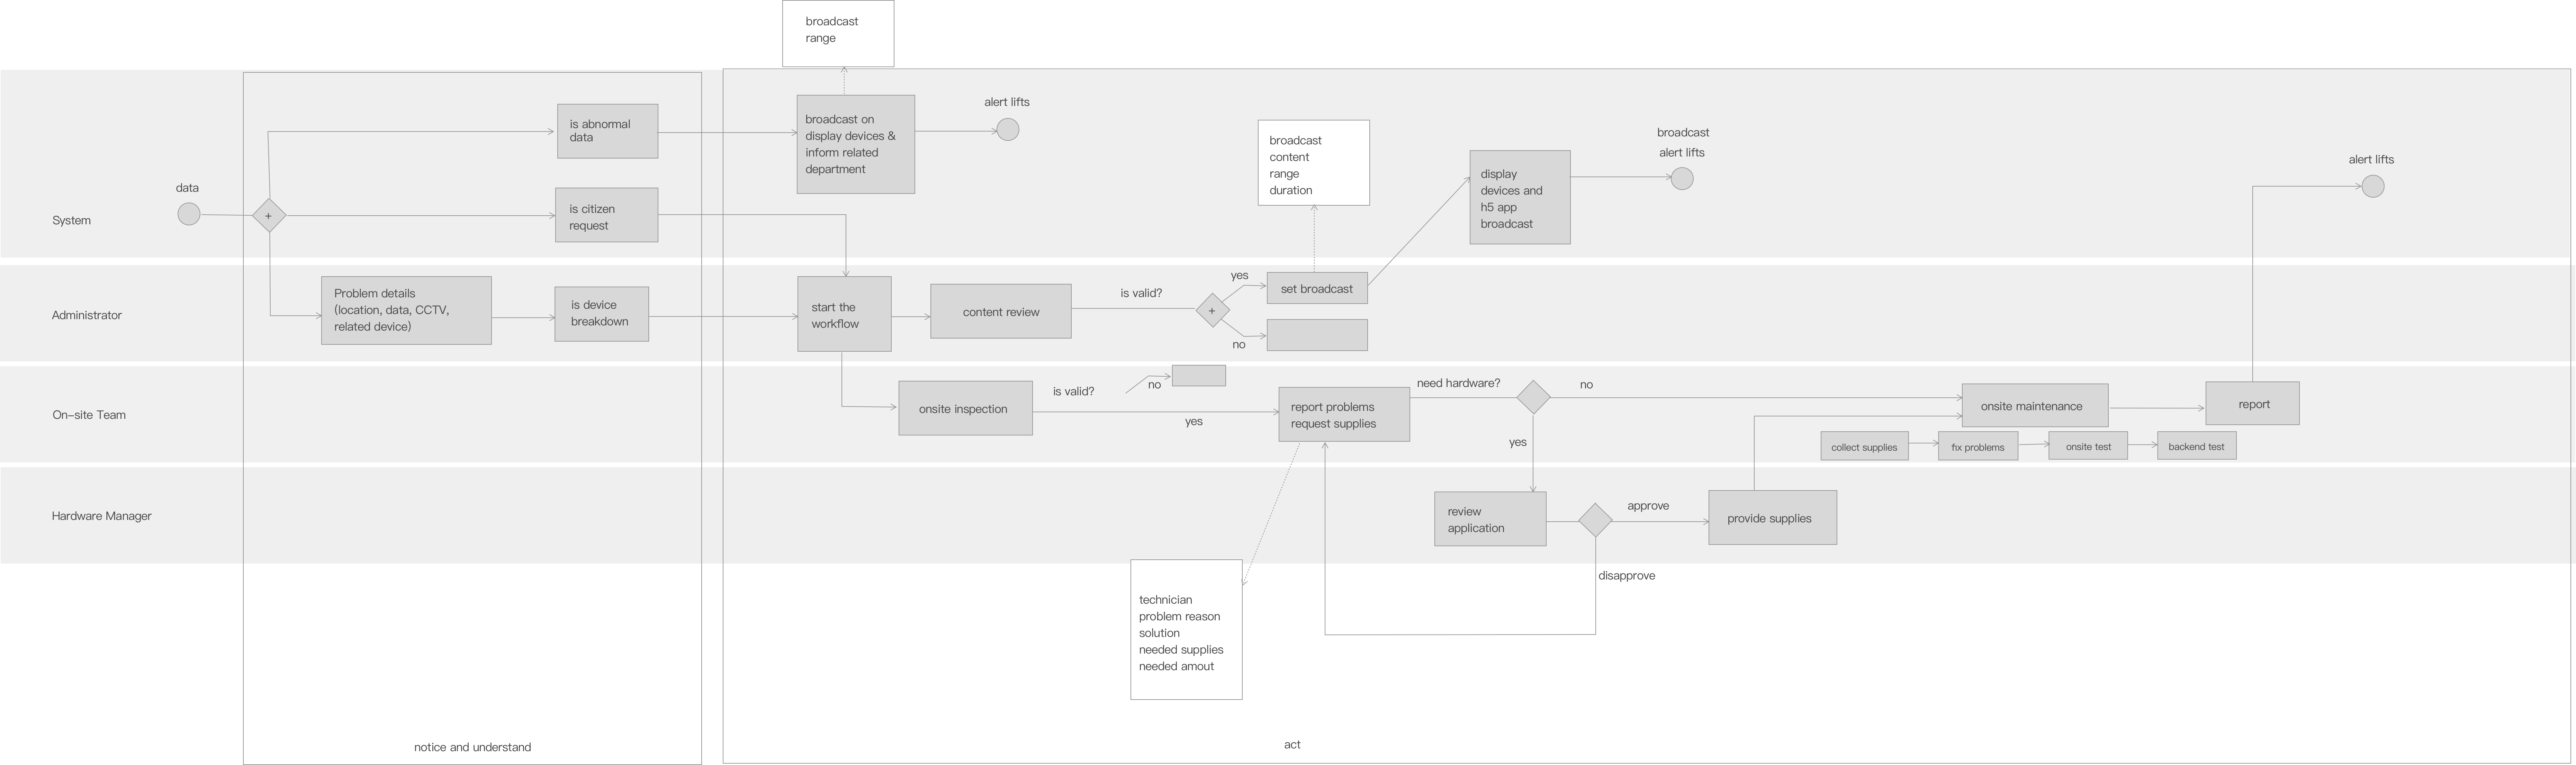 broadcast
range
System
data
+
is abnormal
data
is citizen
request
broadcast on
display devices &
inform related
department
alert lifts
broadcast
content
range
duration
display
devices and
h5 app
broadcast
broadcast
alert lifts
alert lifts
Administrator
Problem details
(location, data, CCTV,
related device)
is device
breakdown
start the
workflow
content review
is valid?
+
yes
set broadcast
no
On-site Team
onsite inspection
is valid?
no
yes
report problems
request supplies
need hardware?
no
yes
onsite maintenance
report
collect supplies
fix problems
onsite test
backend test
Hardware Manager
review
application
approve
provide supplies
disapprove
technician
problem reason
solution
needed supplies
needed amout
notice and understand
act